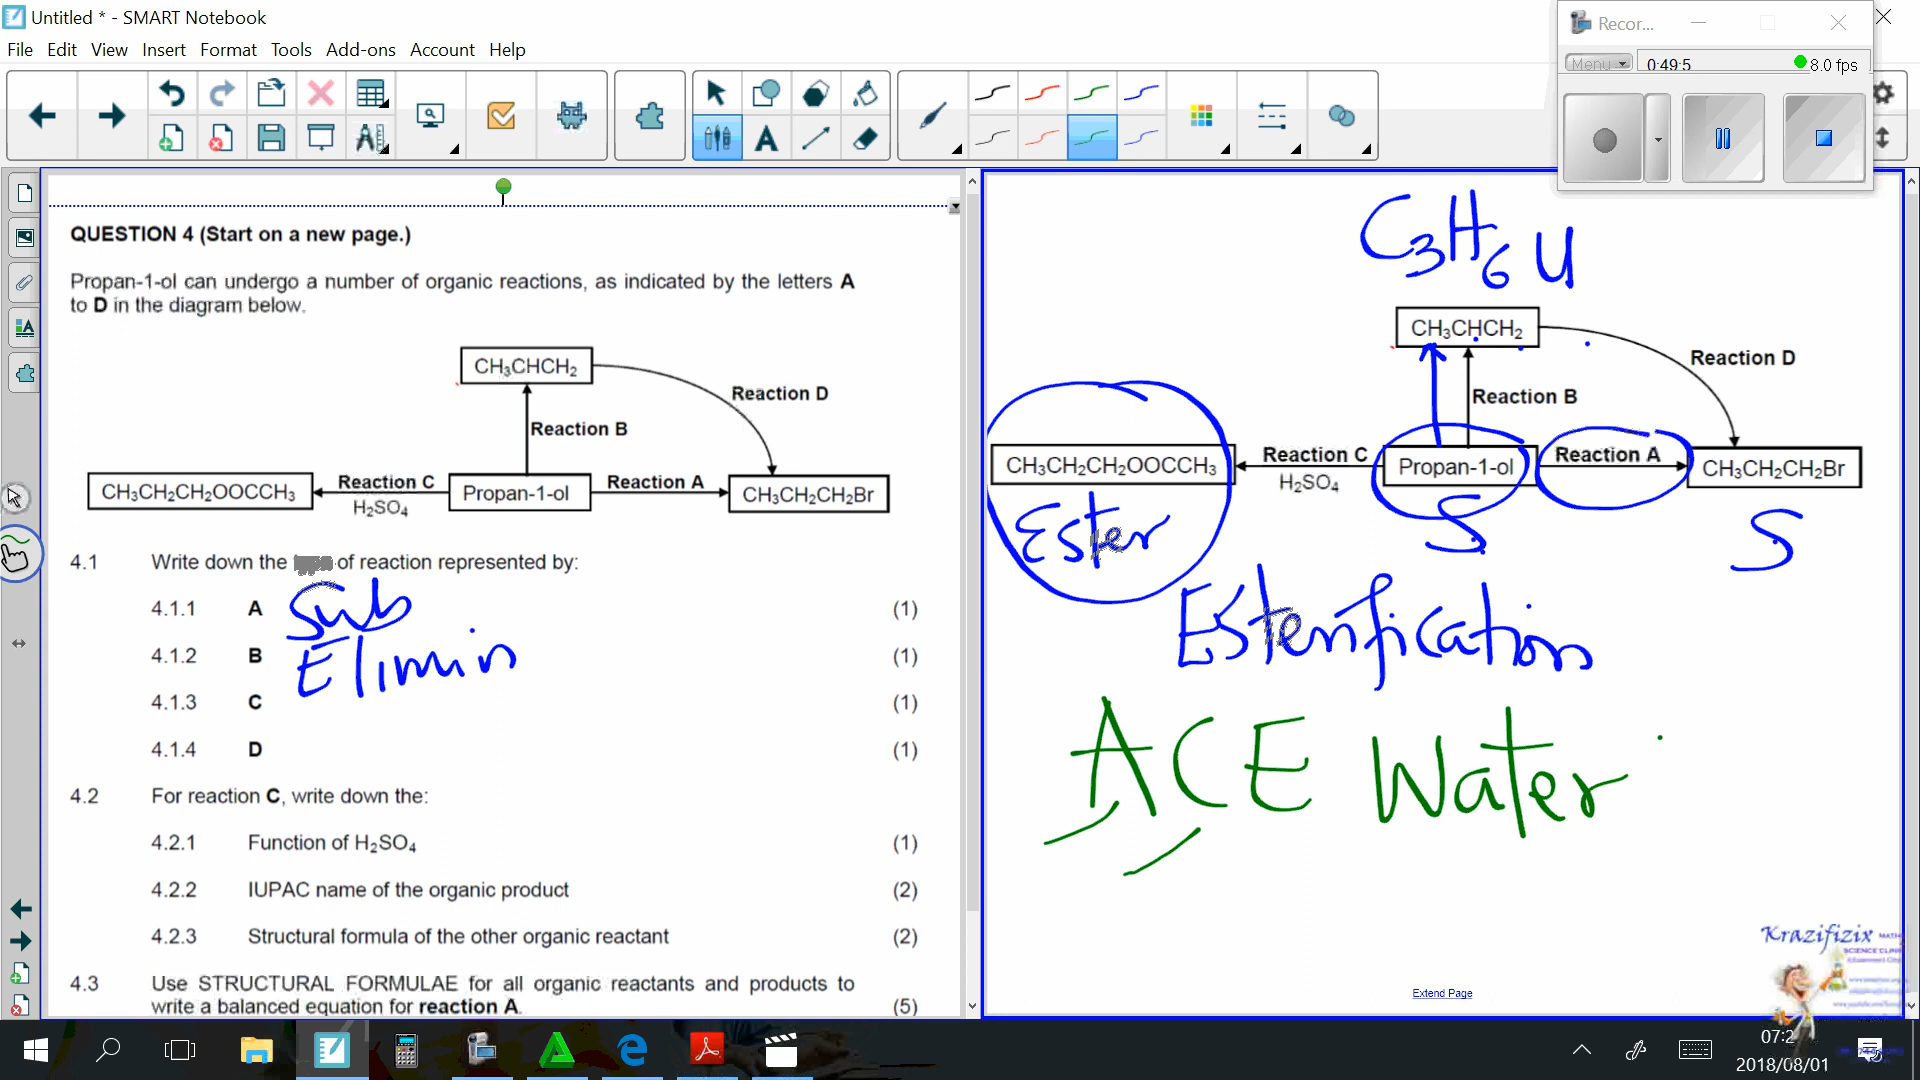 Untitled * - SMART Notebook
File Edit View Insert Format Tools Add-ons Account Help
Recor...
Menu
0:49:5
8.0 fps
QUESTION 4 (Start on a new page.)
Propan-1-ol can undergo a number of organic reactions, as indicated by the letters A
to D in the diagram below.
CH₃CHCH₂
Reaction D
Reaction B
CH₃CH₂CH₂OOCCH₃
Reaction C
H₂SO₄
Propan-1-ol
Reaction A
CH₃CH₂CH₂Br
4.1 Write down the type of reaction represented by:
4.1.1 A Sub (1)
4.1.2 B Elimin (1)
4.1.3 C (1)
4.1.4 D (1)
4.2 For reaction C, write down the:
4.2.1 Function of H₂SO₄ (1)
4.2.2 IUPAC name of the organic product (2)
4.2.3 Structural formula of the other organic reactant (2)
4.3 Use STRUCTURAL FORMULAE for all organic reactants and products to
write a balanced equation for reaction A. (5)
C₃H₆ U
CH₃CHCH₂
Reaction D
Reaction B
CH₃CH₂CH₂OOCCH₃
Reaction C
H₂SO₄
Propan-1-ol
Reaction A
CH₃CH₂CH₂Br
Ester
S
S
Esterification
ACE Water
Krazifizix
Extend Page
07:2
2018/08/01